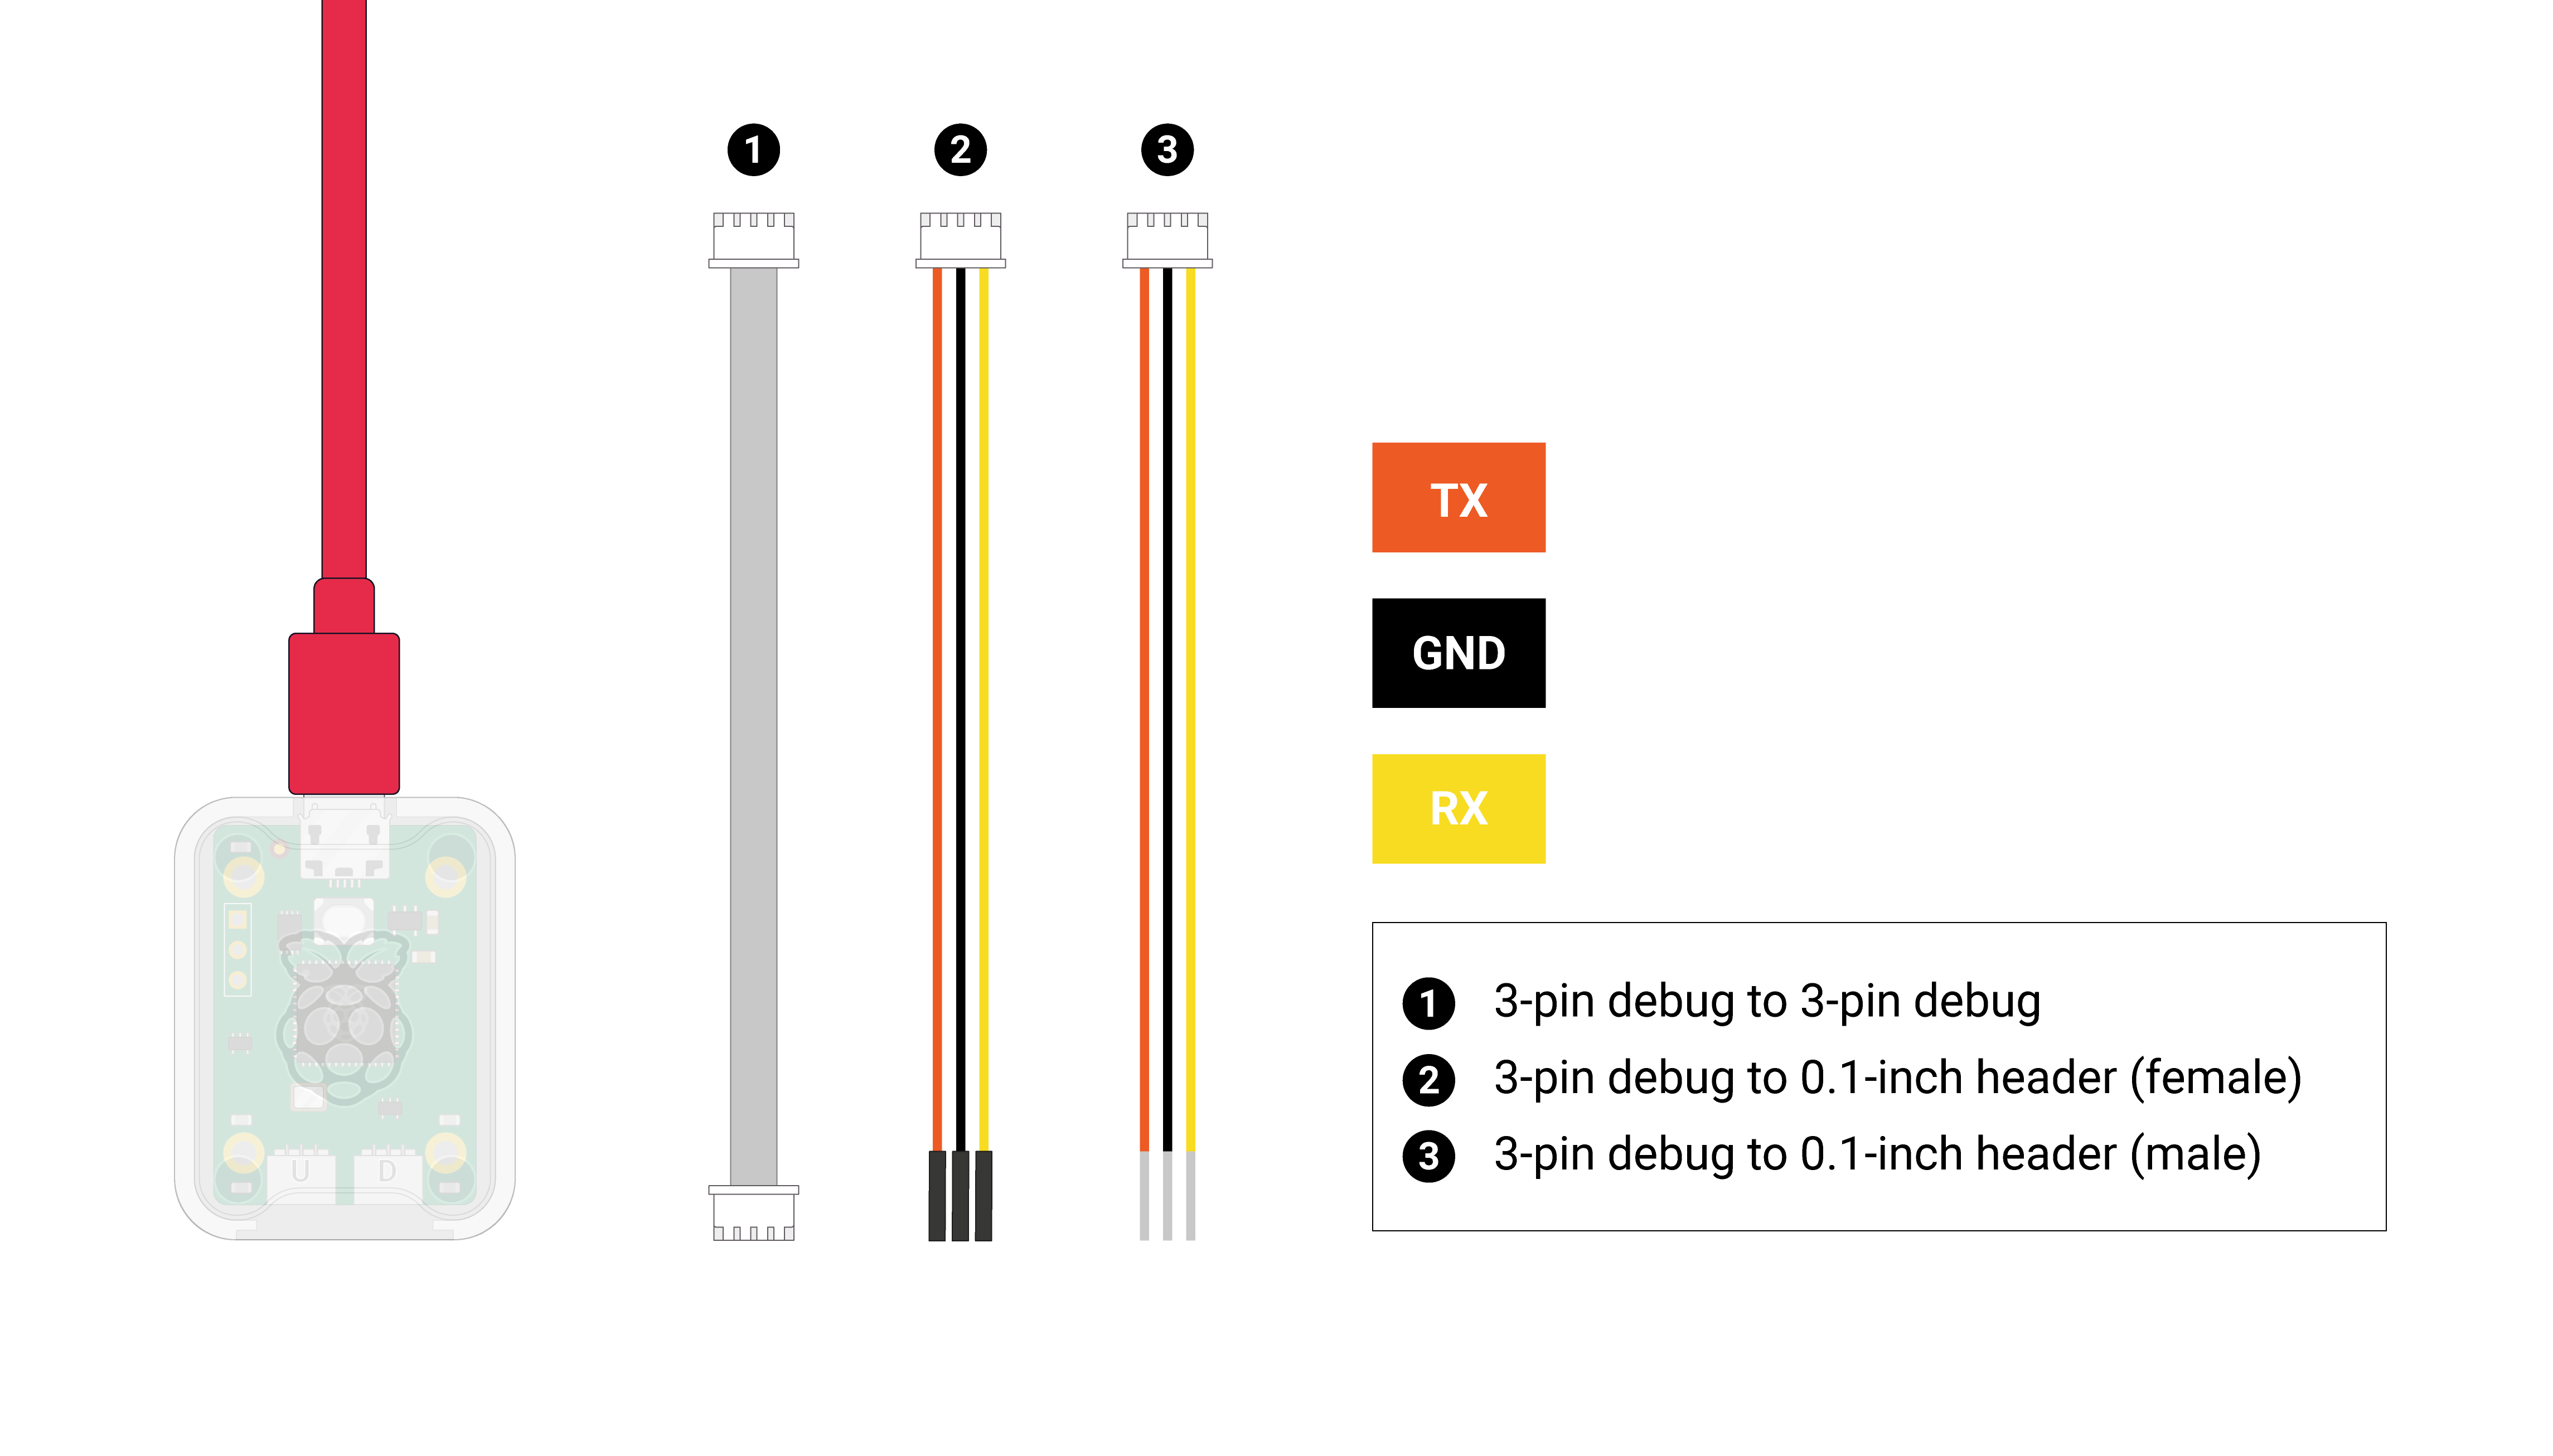 1 2 3
TX
GND
RX
U D
1 3-pin debug to 3-pin debug
2 3-pin debug to 0.1-inch header (female)
3 3-pin debug to 0.1-inch header (male)